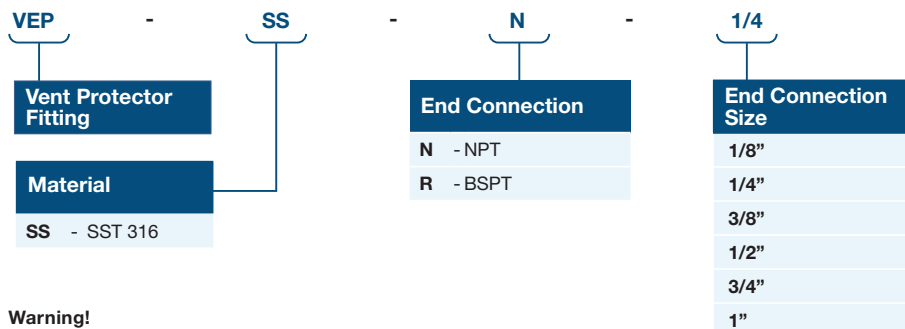 VEP - SS - N - 1/4
Vent Protector
Fitting
Material
SS - SST 316
End Connection
N - NPT
R - BSPT
End Connection
Size
1/8”
1/4”
3/8”
1/2”
3/4”
1”
Warning!